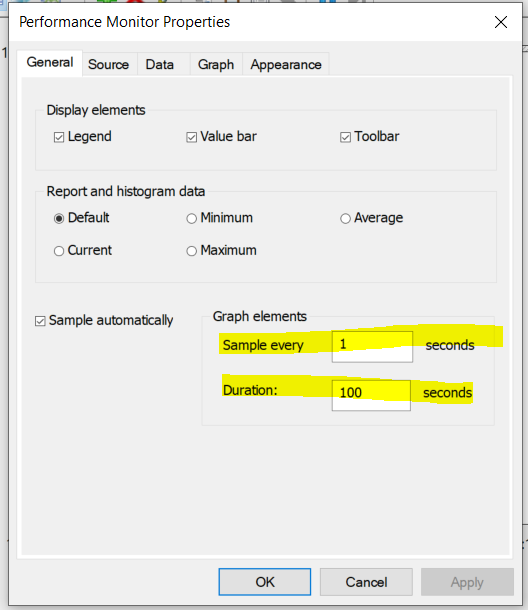 Performance Monitor Properties
1
General Source Data Graph Appearance
Display elements
Legend Value bar Toolbar
Report and histogram data
Default Minimum Average
Current Maximum
Sample automatically
Graph elements
Sample every 1 seconds
Duration: 100 seconds
OK Cancel Apply